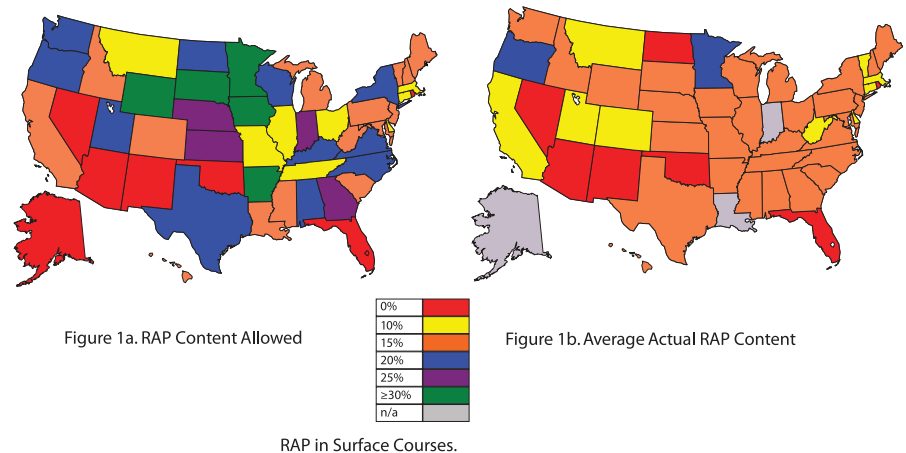 Figure 1a. RAP Content Allowed
0%
10%
15%
20%
25%
≥30%
n/a
Figure 1b. Average Actual RAP Content
RAP in Surface Courses.